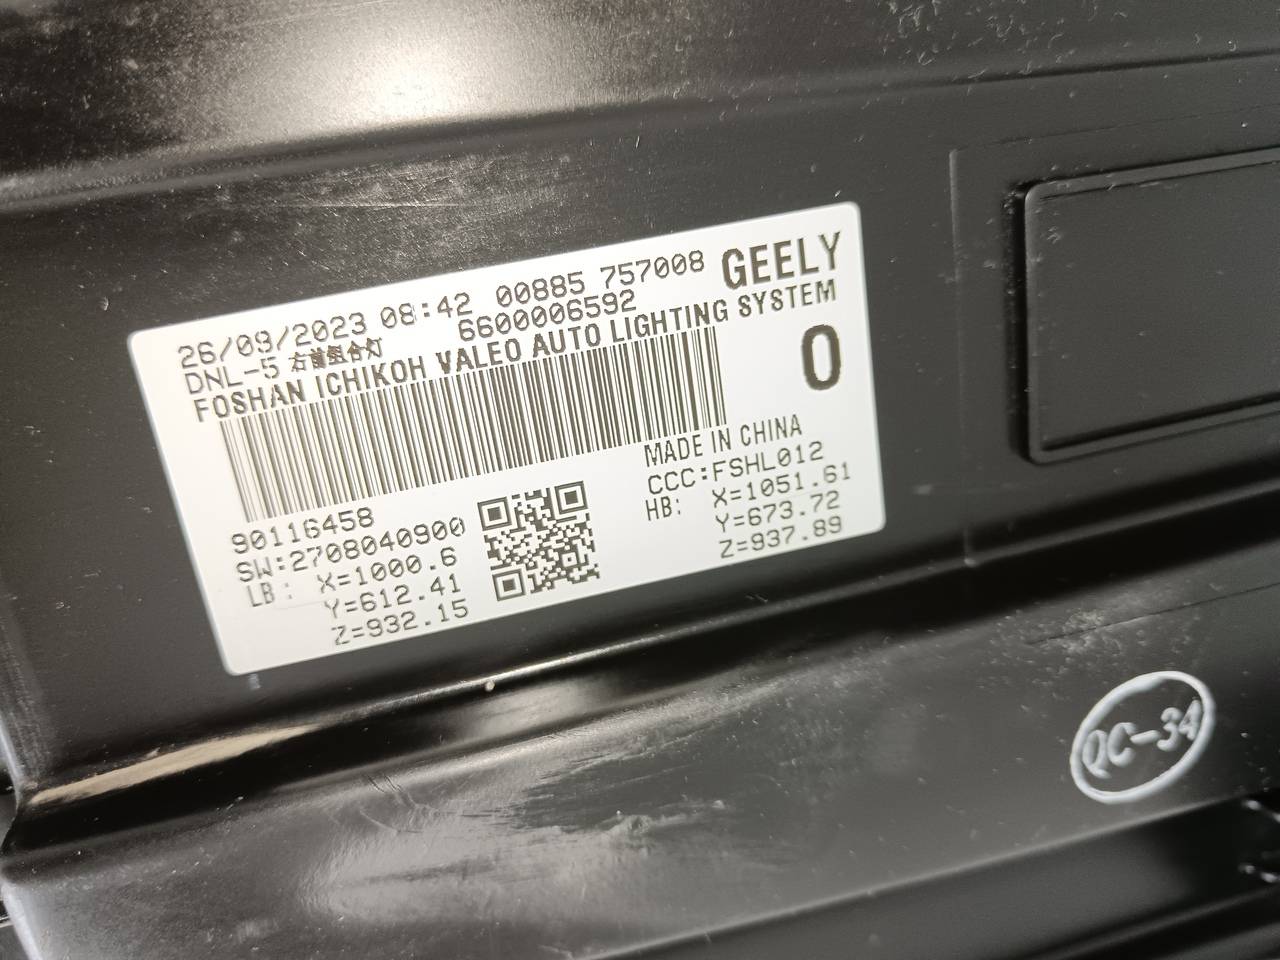 26/09/2023 08:42 00885 757008 GEELY
DNL-5 右前组合灯 6600006592
FOSHAN ICHIKOH VALEO AUTO LIGHTING SYSTEM
0
90116458
SW:2708040900
LB: X=1000.6
Y=612.41
Z=932.15
MADE IN CHINA
CCC:FSHL012
HB: X=1051.61
Y=673.72
Z=937.89
QC-34